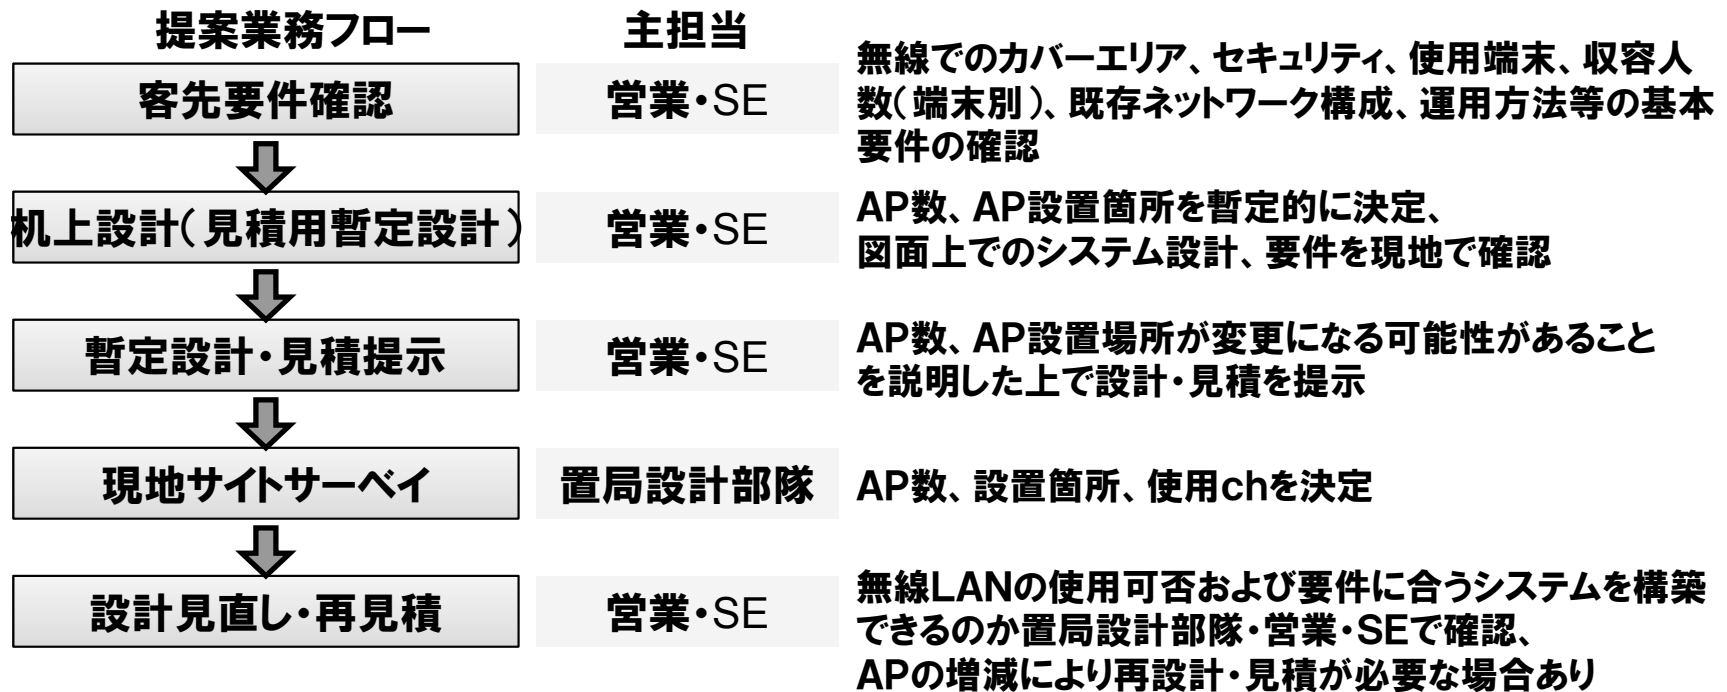 提案業務フロー
主担当
客先要件確認
営業・SE
無線でのカバーエリア、セキュリティ、使用端末、収容人
数(端末別)、既存ネットワーク構成、運用方法等の基本
要件の確認
机上設計(見積用暫定設計)
営業・SE
AP数、AP設置箇所を暫定的に決定、
図面上でのシステム設計、要件を現地で確認
暫定設計・見積提示
営業・SE
AP数、AP設置場所が変更になる可能性があること
を説明した上で設計・見積を提示
現地サイトサーベイ
置局設計部隊
AP数、設置箇所、使用chを決定
設計見直し・再見積
営業・SE
無線LANの使用可否および要件に合うシステムを構築
できるのか置局設計部隊・営業・SEで確認、
APの増減により再設計・見積が必要な場合あり